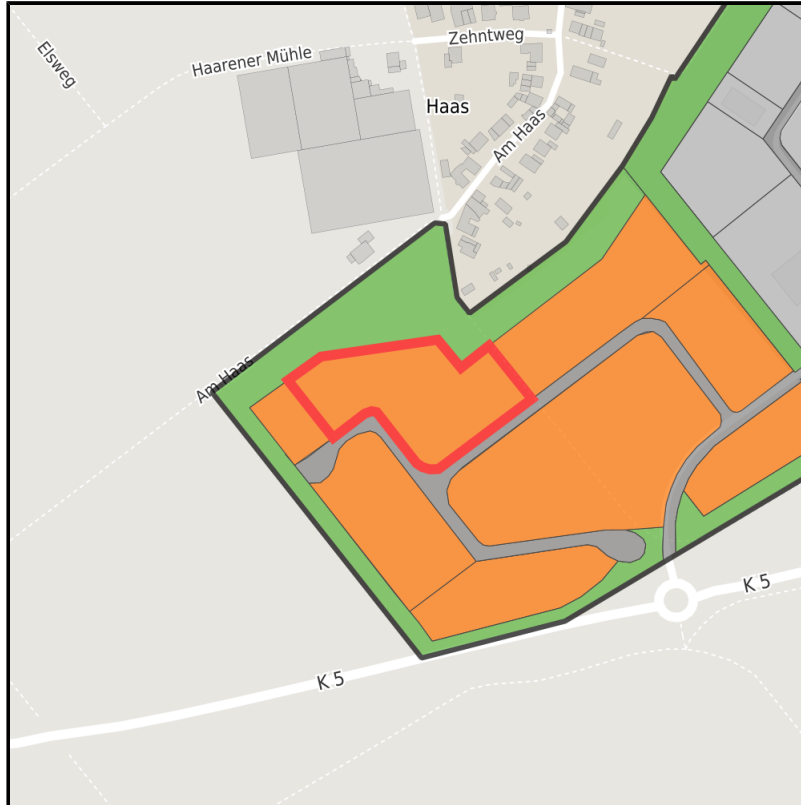 Elsweg
Haarener Mühle
Zehntweg
Haas
Am Haas
Am Haas
K 5
K 5